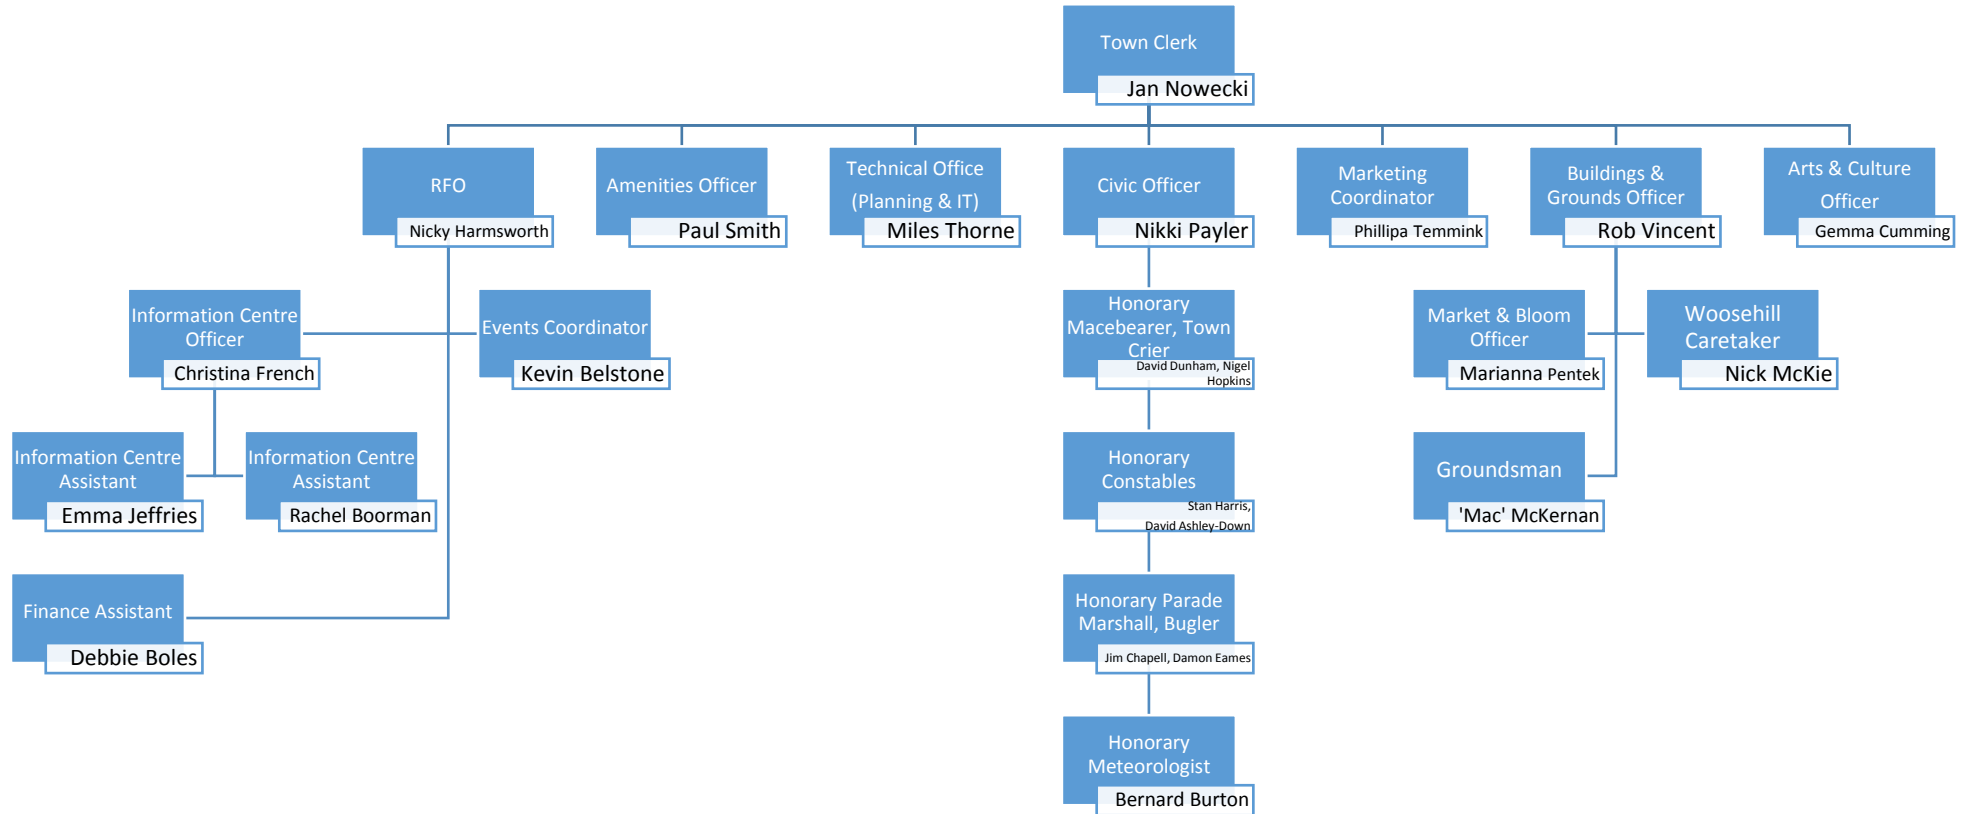 Town Clerk
Jan Nowecki
RFO
Nicky Harmsworth
Amenities Officer
Paul Smith
Technical Office
(Planning & IT)
Miles Thorne
Civic Officer
Nikki Payler
Marketing
Coordinator
Phillipa Temmink
Buildings &
Grounds Officer
Rob Vincent
Arts & Culture
Officer
Gemma Cumming
Information Centre
Officer
Christina French
Events Coordinator
Kevin Belstone
Honorary
Macebearer, Town
Crier
David Dunham, Nigel
Hopkins
Market & Bloom
Officer
Marianna Pentek
Woosehill
Caretaker
Nick McKie
Information Centre
Assistant
Emma Jeffries
Information Centre
Assistant
Rachel Boorman
Honorary
Constables
Stan Harris,
David Ashley-Down
Groundsman
'Mac' McKernan
Finance Assistant
Debbie Boles
Honorary Parade
Marshall, Bugler
Jim Chapell, Damon Eames
Honorary
Meteorologist
Bernard Burton